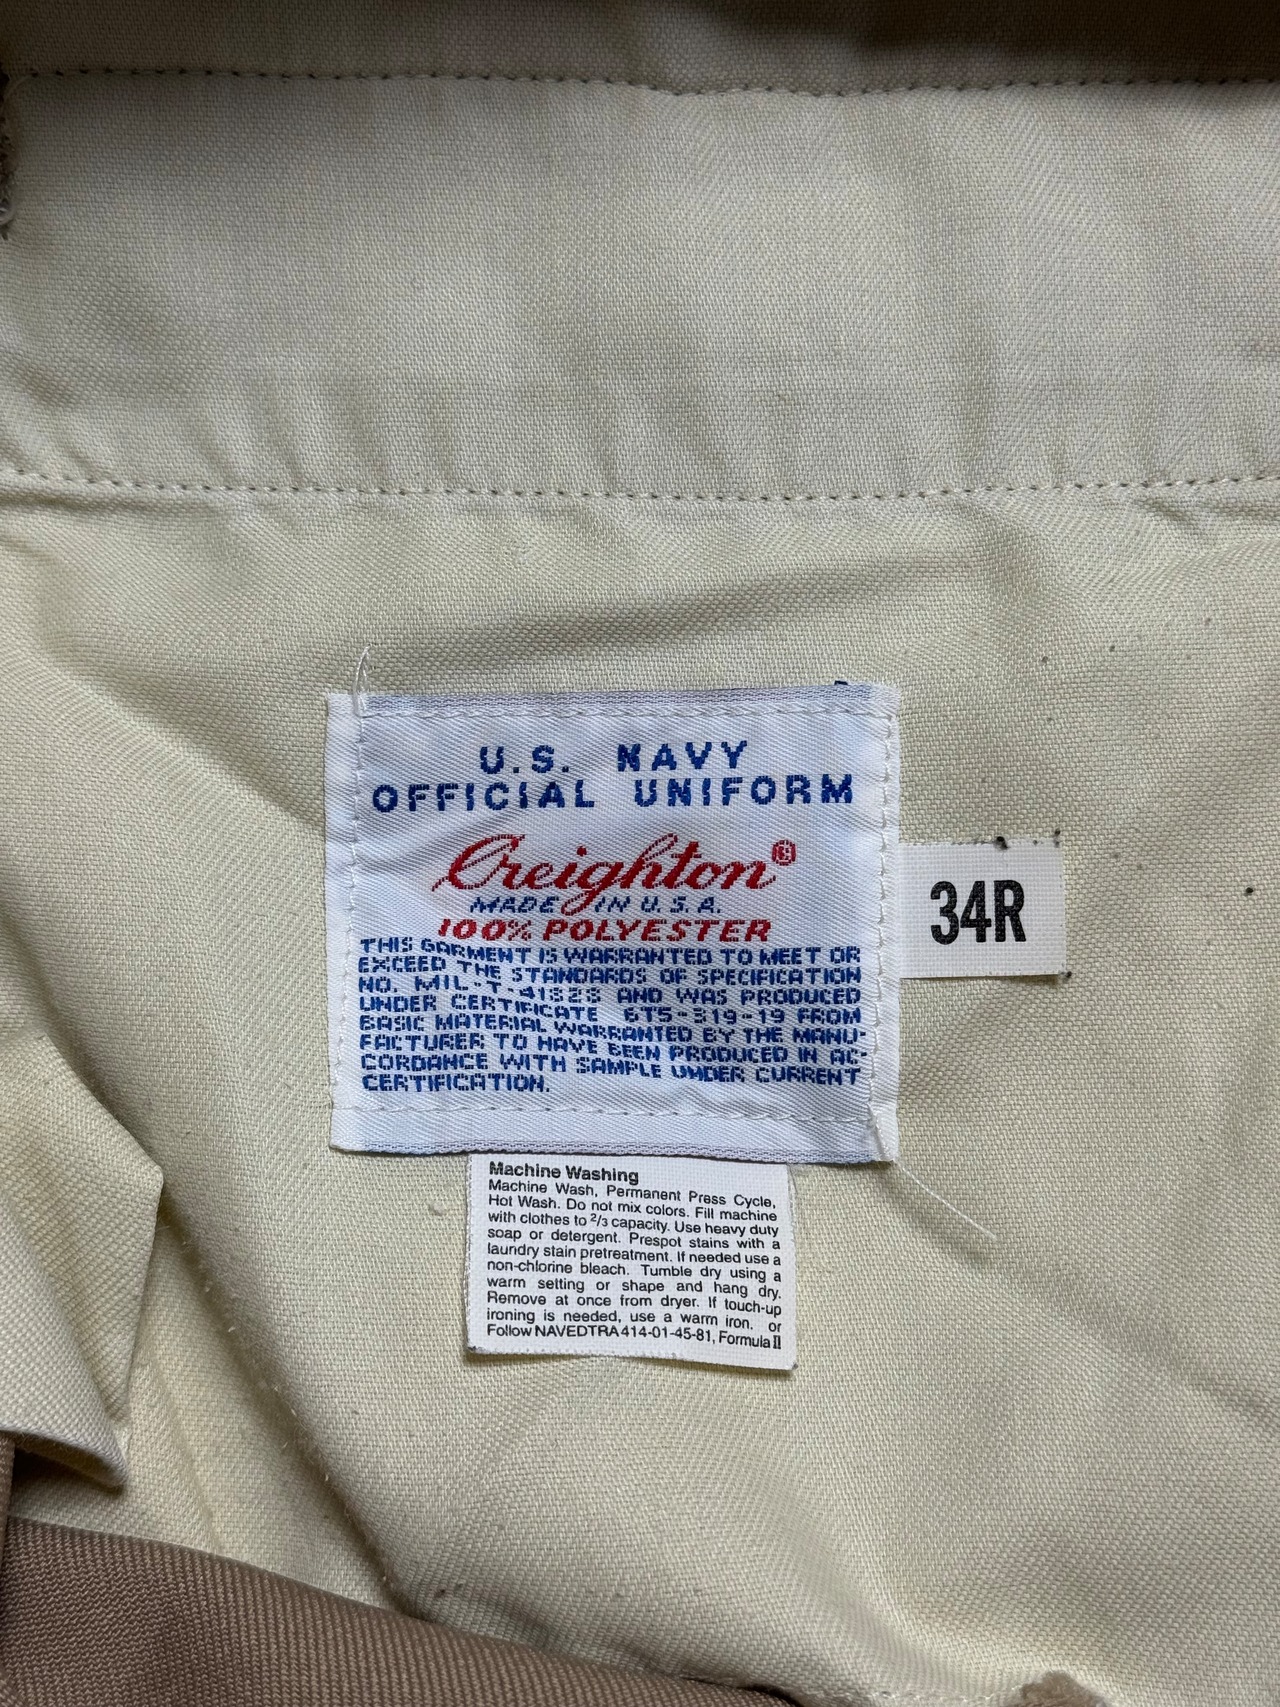 U.S. NAVY
OFFICIAL UNIFORM
Creighton®
MADE IN U.S.A.
100% POLYESTER
THIS GARMENT IS WARRANTED TO MEET OR
EXCEED THE STANDARDS OF SPECIFICATION
NO. MIL-T-41828 AND WAS PRODUCED
UNDER CERTIFICATE 6T5-319-19 FROM
BASIC MATERIAL WARRANTED BY THE MANU-
FACTURER TO HAVE BEEN PRODUCED IN AC-
CORDANCE WITH SAMPLE UNDER CURRENT
CERTIFICATION.
34R
Machine Washing
Machine Wash, Permanent Press Cycle,
Hot Wash. Do not mix colors. Fill machine
with clothes to 2/3 capacity. Use heavy duty
soap or detergent. Prespot stains with a
laundry stain pretreatment. If needed use a
non-chlorine bleach. Tumble dry using a
warm setting or shape and hang dry.
Remove at once from dryer. If touch-up
ironing is needed, use a warm iron. or
Follow NAVEDTRA 414-01-45-81, Formula II